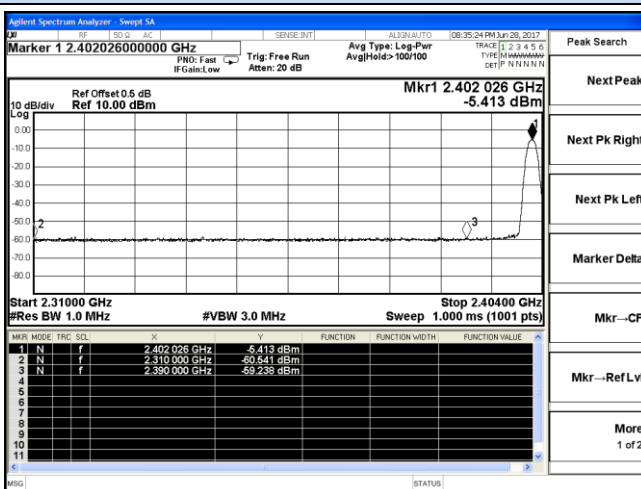 Agilent Spectrum Analyzer - Swept SA
LXI RF 50 Ω AC SENSE:INT ALIGN AUTO 08:35:24 PM Jun 28, 2017
Marker 1 2.402026000000 GHz
PNO: Fast
IFGain:Low
Trig: Free Run
Atten: 20 dB
Avg Type: Log-Pwr
Avg|Hold:>100/100
TRACE 1 2 3 4 5 6
TYPE M
DET P N N N N N
Ref Offset 0.5 dB
10 dB/div Ref 10.00 dBm
Mkr1 2.402 026 GHz
-5.413 dBm
Log
1
0.00
-10.0
-20.0
-30.0
-40.0
2
3
-50.0
-60.0
-70.0
-80.0
Start 2.31000 GHz Stop 2.40400 GHz
#Res BW 1.0 MHz #VBW 3.0 MHz Sweep 1.000 ms (1001 pts)
MKR MODE TRC SCL X Y FUNCTION FUNCTION WIDTH FUNCTION VALUE
1 N f 2.402 026 GHz -5.413 dBm
2 N f 2.310 000 GHz -60.541 dBm
3 N f 2.390 000 GHz -59.238 dBm
4
5
6
7
8
9
10
11
MSG STATUS
Peak Search
Next Peak
Next Pk Right
Next Pk Left
Marker Delta
Mkr→CF
Mkr→Ref Lvl
More
1 of 2